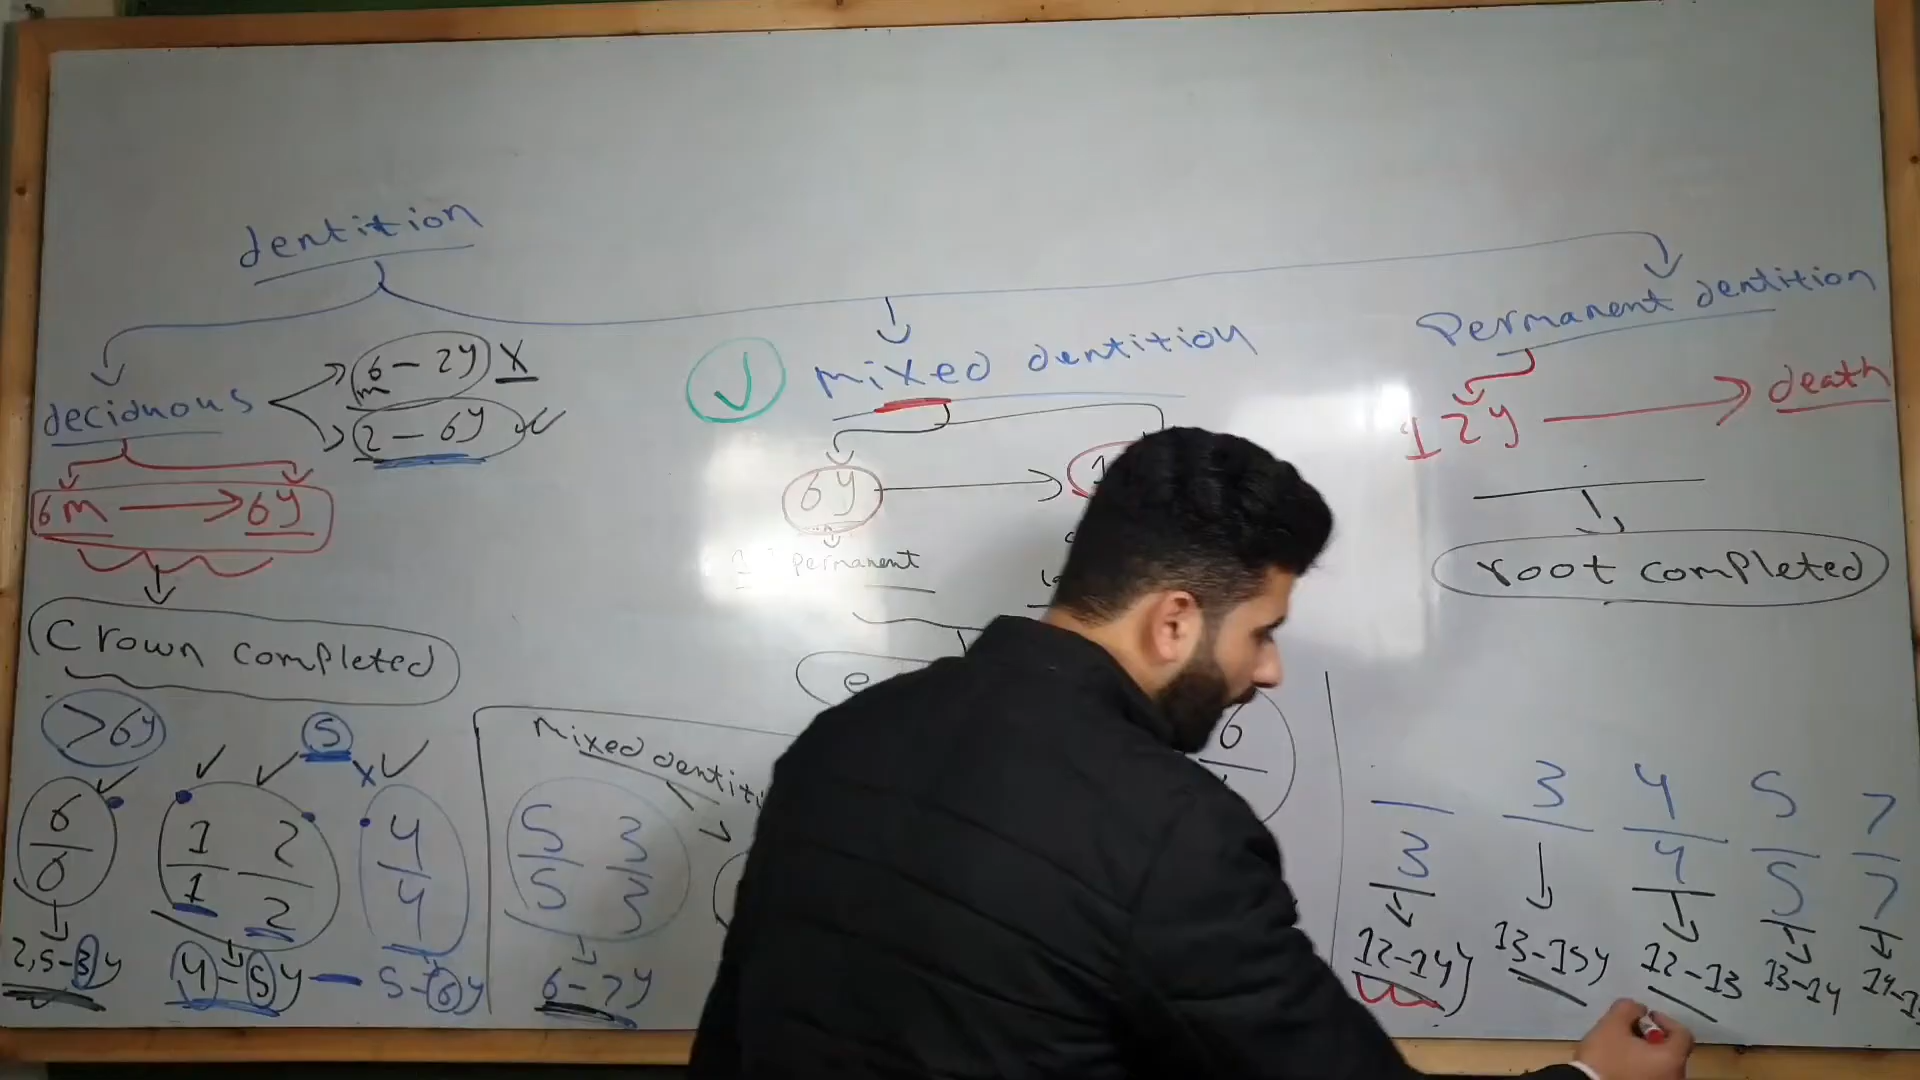 dentition
deciduous
6m - 2y X
2 - 6y ✓
6m → 6y
Crown completed
>6y
5 X
6 1 2 4
6 1 2 4
2,5-3y 4-5y - 5-6y
✓ mixed dentition
6y →
1 permanent
mixed
5 3
5 3
6-7y
6
Permanent dentition
12y → death
root completed
3 4 5 7
3 4 5 7
12-14y 13-15y 12-13 13-14